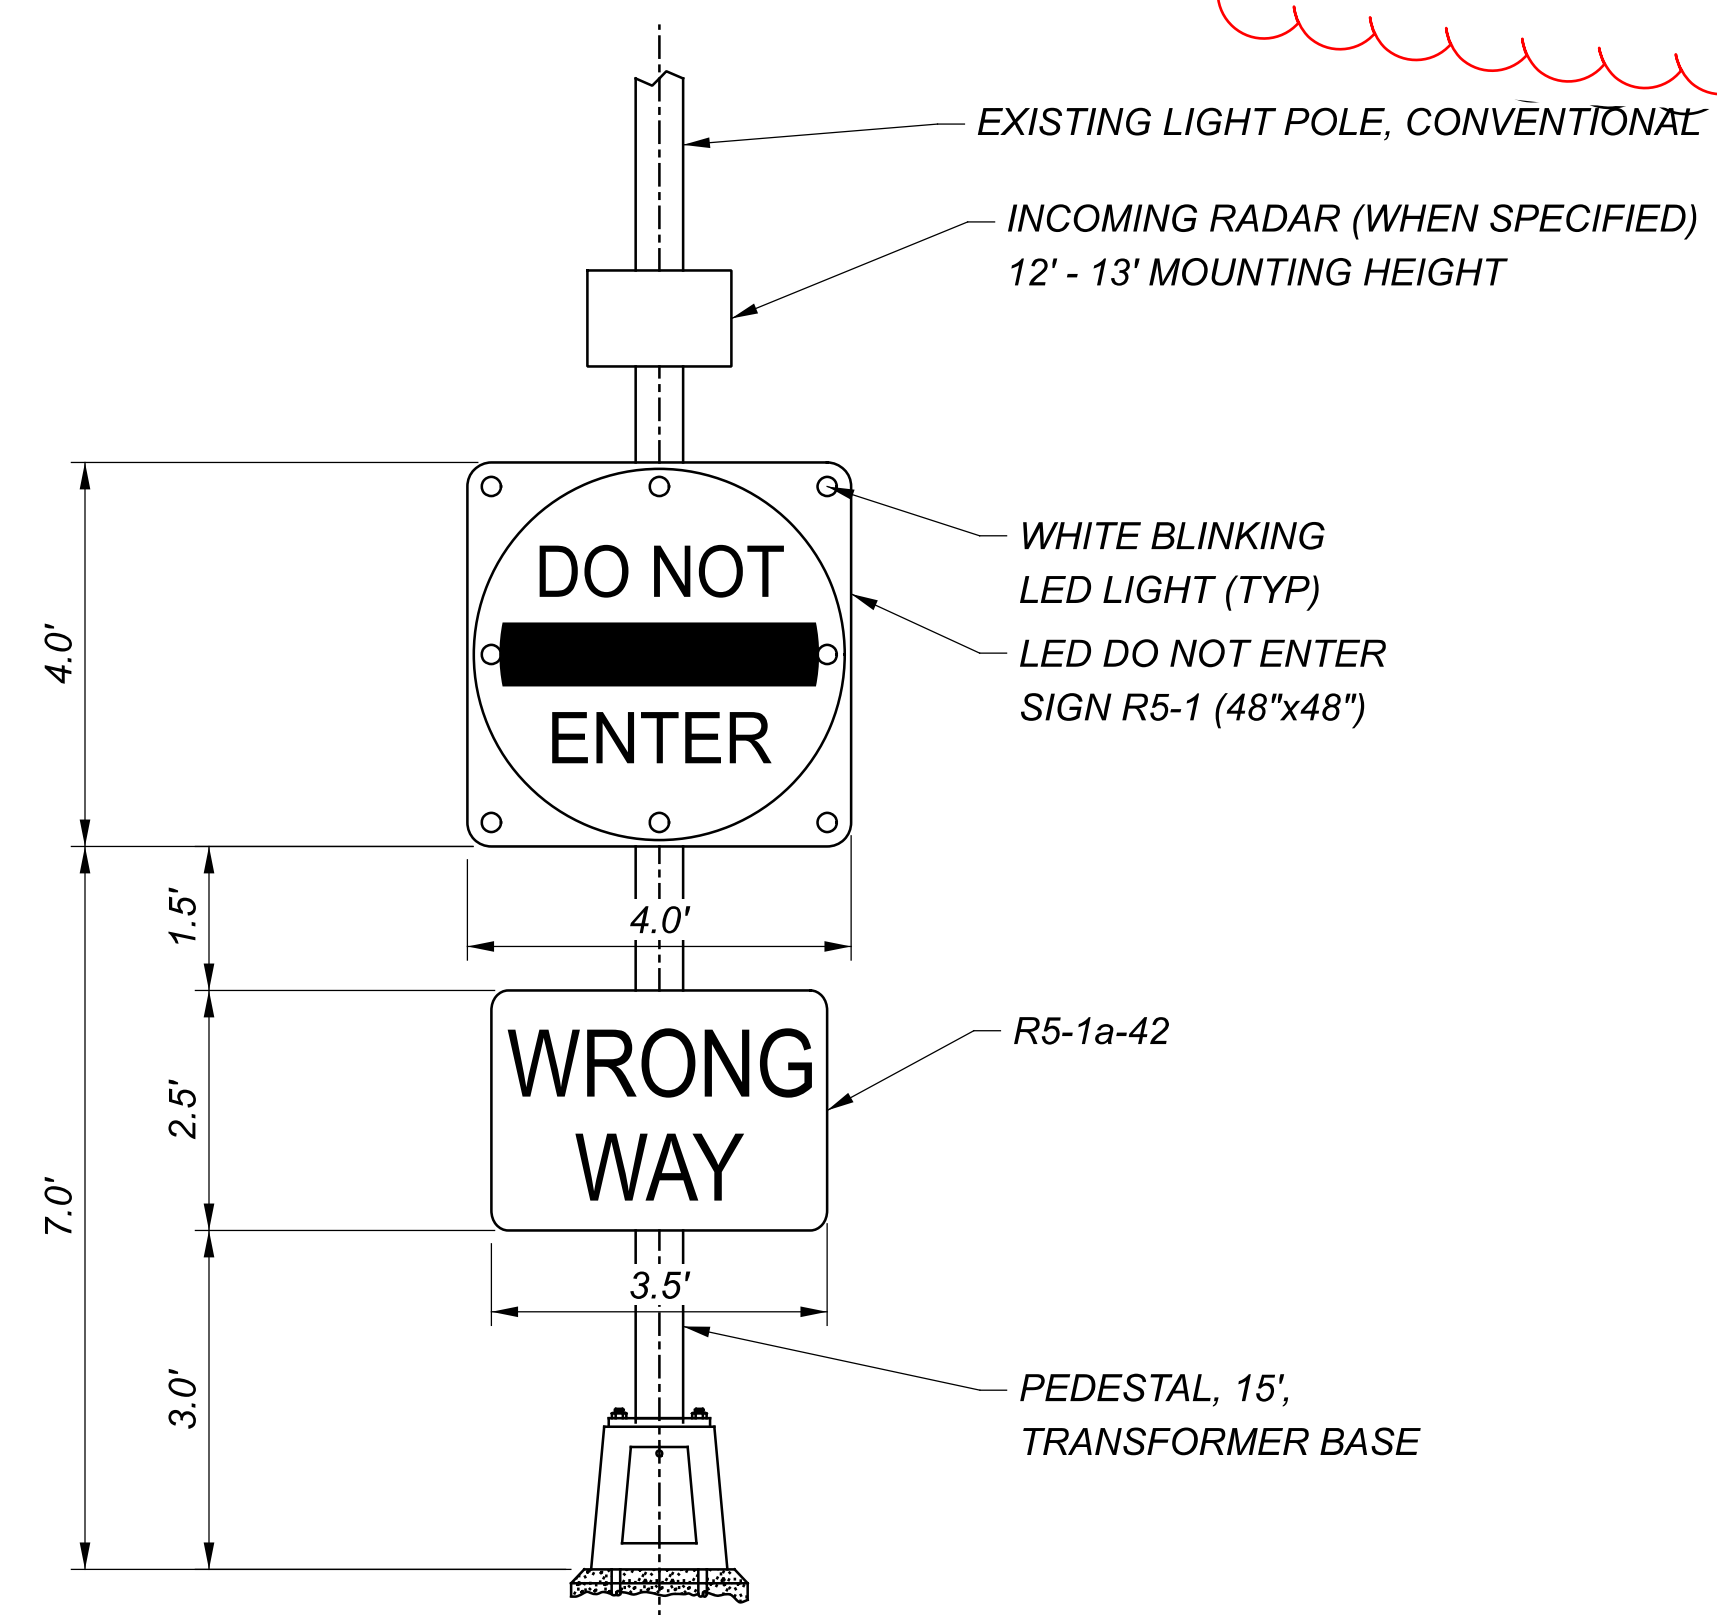 EXISTING LIGHT POLE, CONVENTIONAL
INCOMING RADAR (WHEN SPECIFIED)
12' - 13' MOUNTING HEIGHT
WHITE BLINKING
LED LIGHT (TYP)
LED DO NOT ENTER
SIGN R5-1 (48"x48")
DO NOT
ENTER
4.0'
1.5'
4.0'
WRONG
WAY
R5-1a-42
2.5'
7.0'
3.5'
3.0'
PEDESTAL, 15',
TRANSFORMER BASE